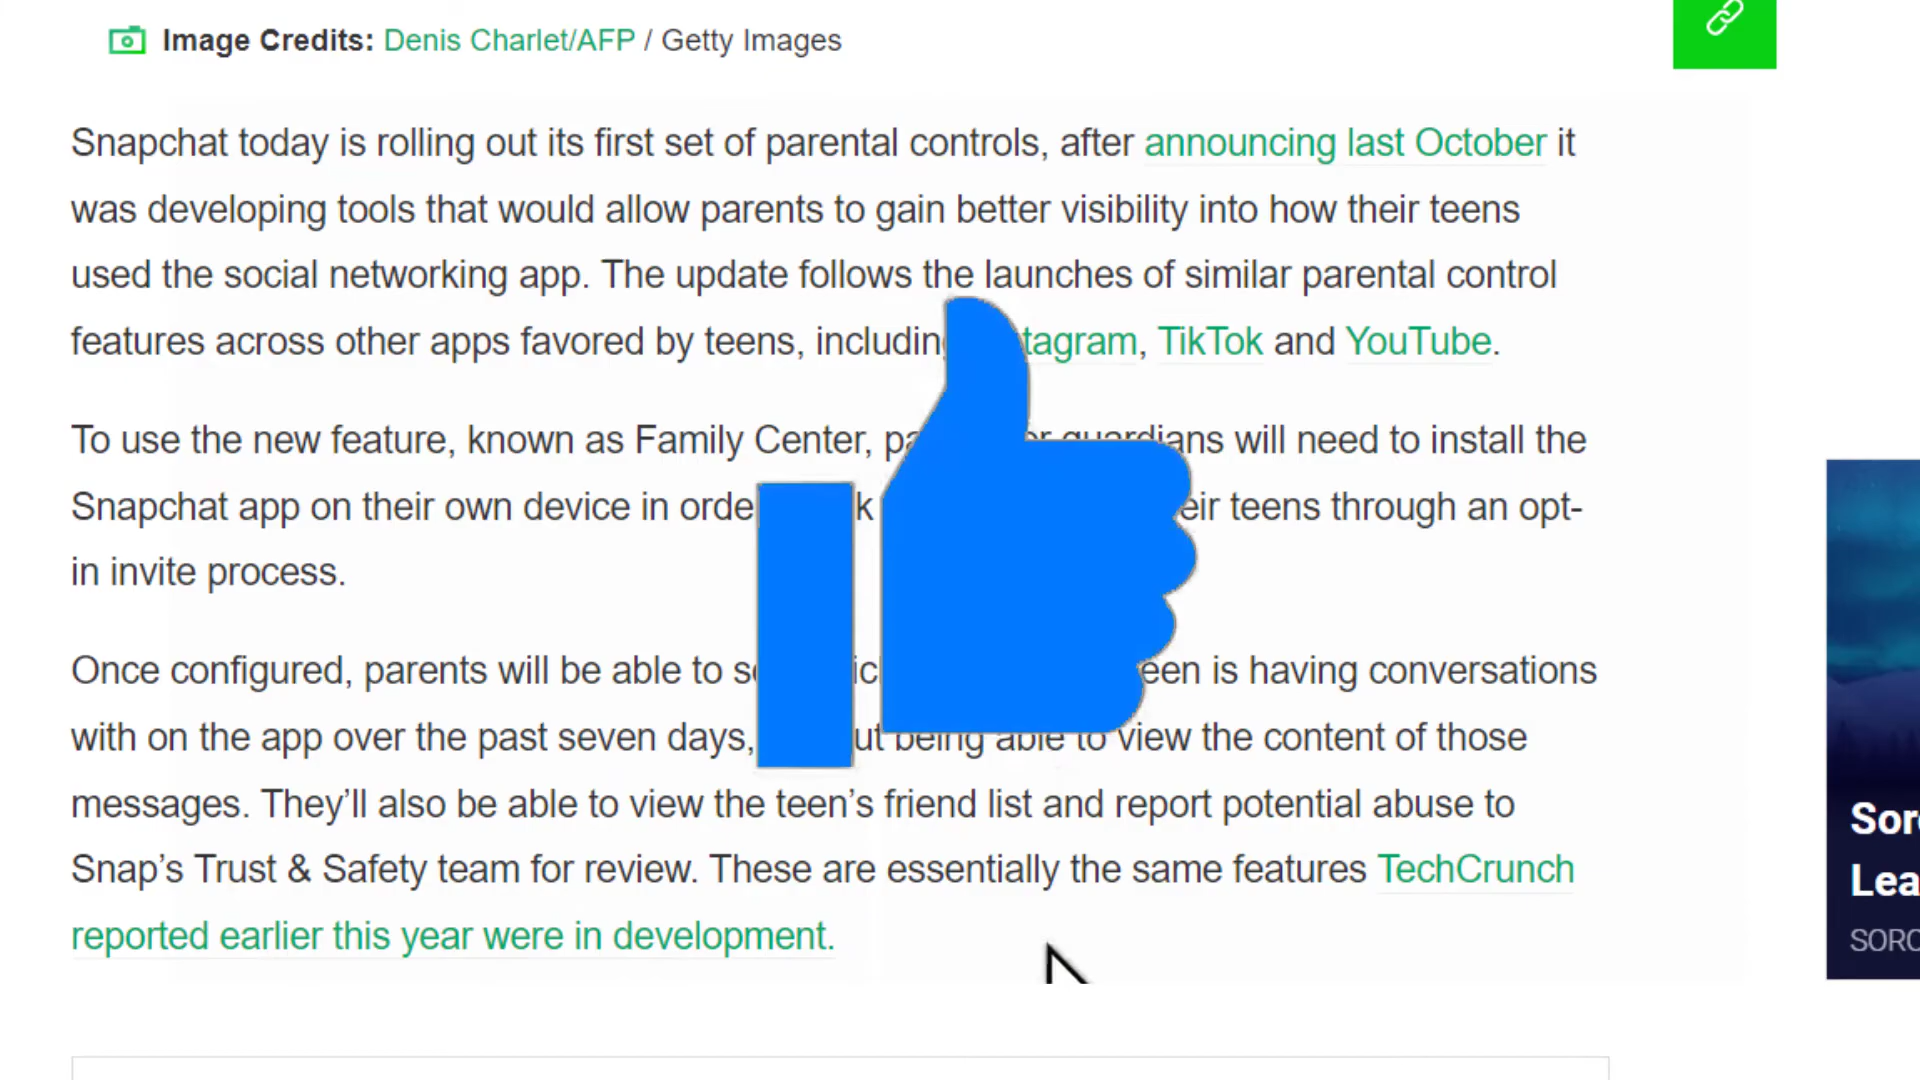 Image Credits: Denis Charlet/AFP / Getty Images
Snapchat today is rolling out its first set of parental controls, after announcing last October it
was developing tools that would allow parents to gain better visibility into how their teens
used the social networking app. The update follows the launches of similar parental control
features across other apps favored by teens, including tagram, TikTok and YouTube.
To use the new feature, known as Family Center, guardians will need to install the
Snapchat app on their own device in orde k eir teens through an opt-
in invite process.
Once configured, parents will be able to s ic een is having conversations
with on the app over the past seven days, ut being able to view the content of those
messages. They’ll also be able to view the teen’s friend list and report potential abuse to
Snap’s Trust & Safety team for review. These are essentially the same features TechCrunch
reported earlier this year were in development.
Sor
Lea
SORC